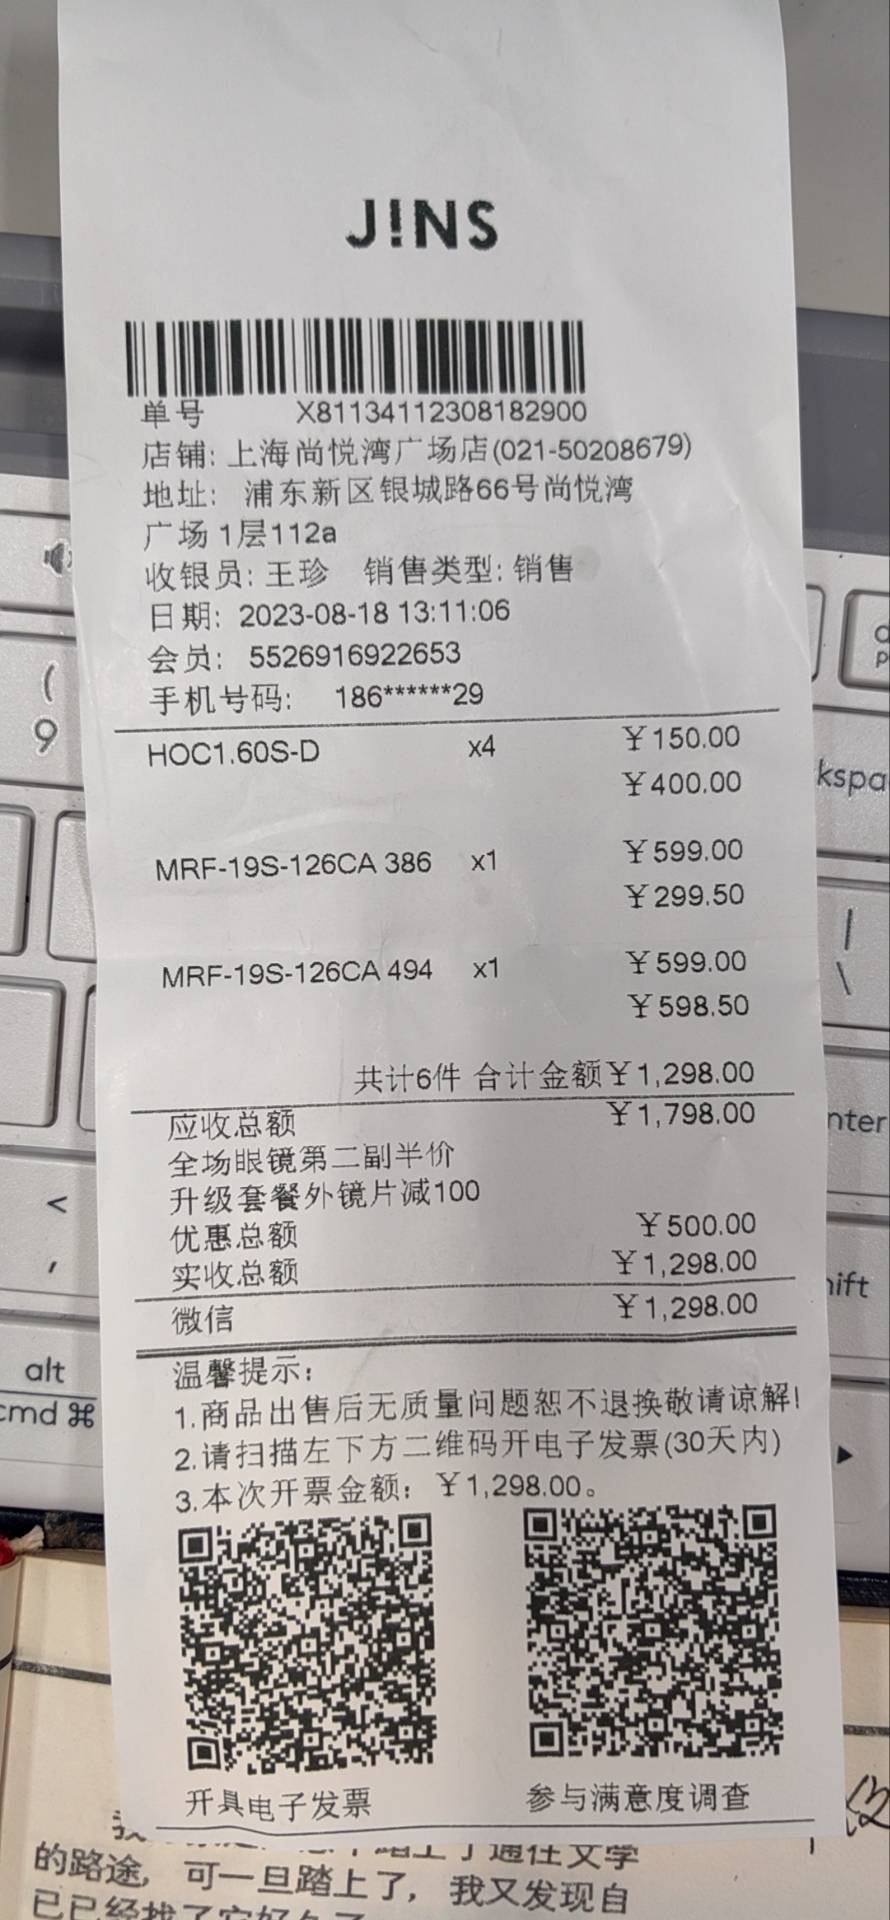 JINS
单号 X81134112308182900
店铺: 上海尚悦湾广场店(021-50208679)
地址: 浦东新区银城路66号尚悦湾
广场 1层112a
收银员: 王珍 销售类型: 销售
日期: 2023-08-18 13:11:06
会员: 5526916922653
手机号码: 186******29
HOC1.60S-D x4 ¥150.00
¥400.00
MRF-19S-126CA 386 x1 ¥599.00
¥299.50
MRF-19S-126CA 494 x1 ¥599.00
¥598.50
共计6件 合计金额¥1,298.00
应收总额 ¥1,798.00
全场眼镜第二副半价
升级套餐外镜片减100
优惠总额 ¥500.00
实收总额 ¥1,298.00
微信 ¥1,298.00
温馨提示:
1.商品出售后无质量问题恕不退换敬请谅解!
2.请扫描左下方二维码开电子发票(30天内)
3.本次开票金额: ¥1,298.00。
开具电子发票 参与满意度调查
(
9
<
,
alt
cmd ⌘
kspa
|
\
nter
hift
的路途, 可一旦踏上了, 我又发现自